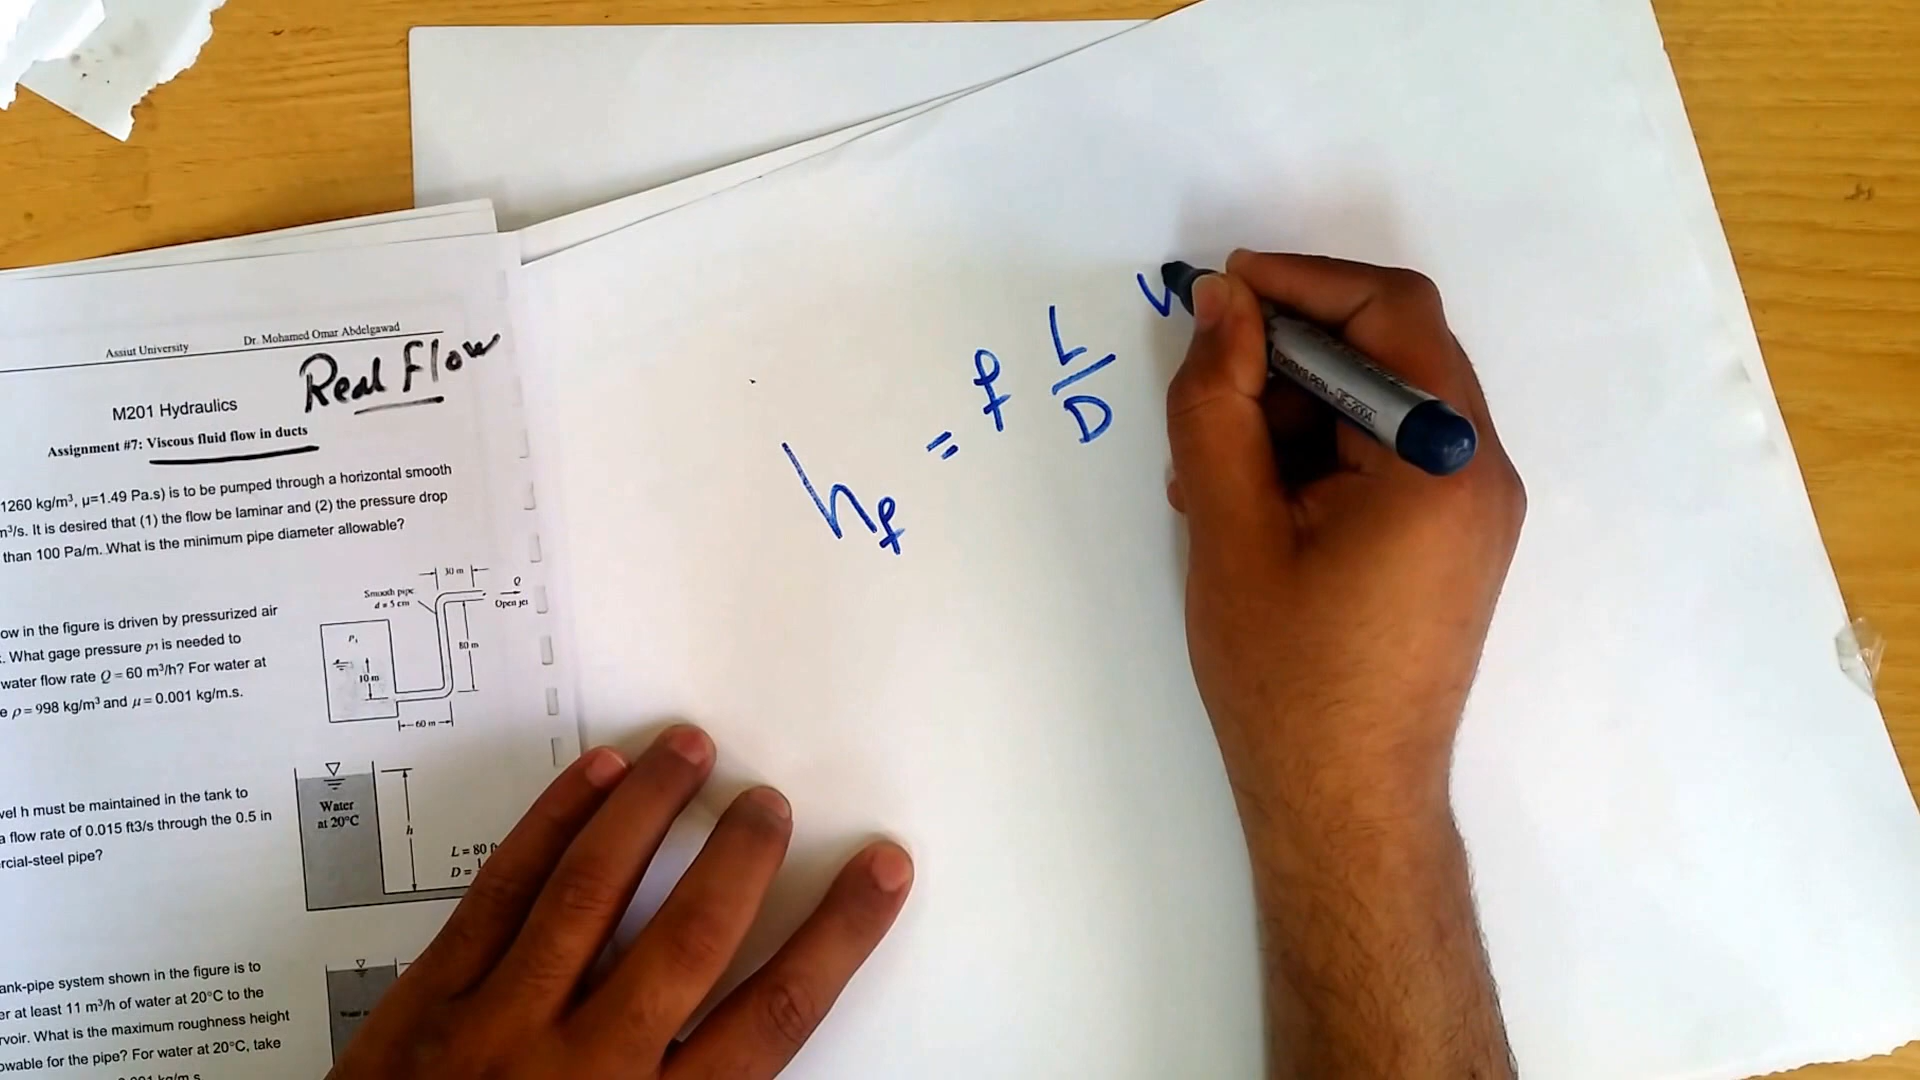 Assiut University Dr. Mohamed Omar Abdelgawad
Real Flow
M201 Hydraulics
Assignment #7: Viscous fluid flow in ducts
1260 kg/m³, μ=1.49 Pa.s) is to be pumped through a horizontal smooth
m³/s. It is desired that (1) the flow be laminar and (2) the pressure drop
than 100 Pa/m. What is the minimum pipe diameter allowable?
30 m
Smooth pipe
d = 5 cm
Q
Open jet
P₁
80 m
10 m
60 m
ow in the figure is driven by pressurized air
. What gage pressure p1 is needed to
water flow rate Q = 60 m³/h? For water at
e ρ = 998 kg/m³ and μ = 0.001 kg/m.s.
Water
at 20°C
h
L = 80 f
D =
vel h must be maintained in the tank to
a flow rate of 0.015 ft3/s through the 0.5 in
rcial-steel pipe?
ank-pipe system shown in the figure is to
er at least 11 m³/h of water at 20°C to the
rvoir. What is the maximum roughness height
owable for the pipe? For water at 20°C, take
0.001 kg/m.s
h_f = f L/D
TOKEN'S PEN